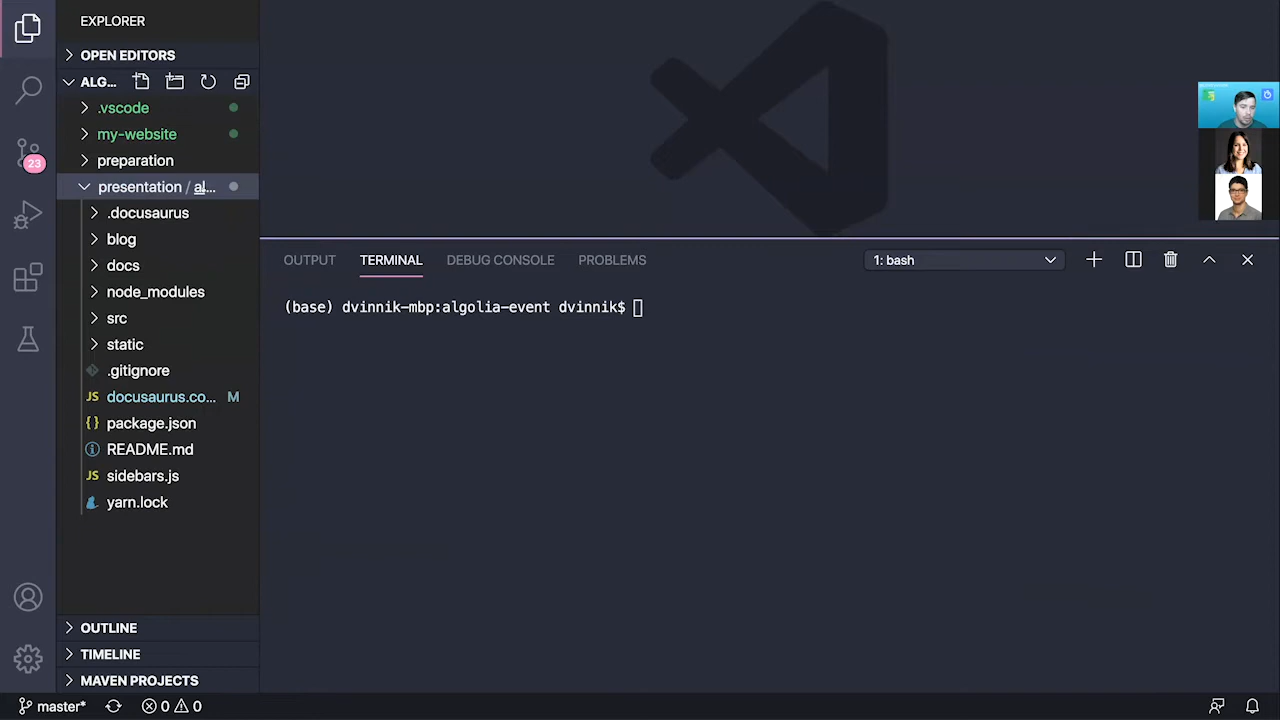 EXPLORER
OPEN EDITORS
ALG...
.vscode
my-website
preparation
presentation / al...
.docusaurus
blog
docs
node_modules
src
static
.gitignore
JS docusaurus.co... M
{} package.json
README.md
JS sidebars.js
yarn.lock
OUTLINE
TIMELINE
MAVEN PROJECTS
23
OUTPUT TERMINAL DEBUG CONSOLE PROBLEMS 1: bash
(base) dvinnik-mbp:algolia-event dvinnik$
master* 0 0